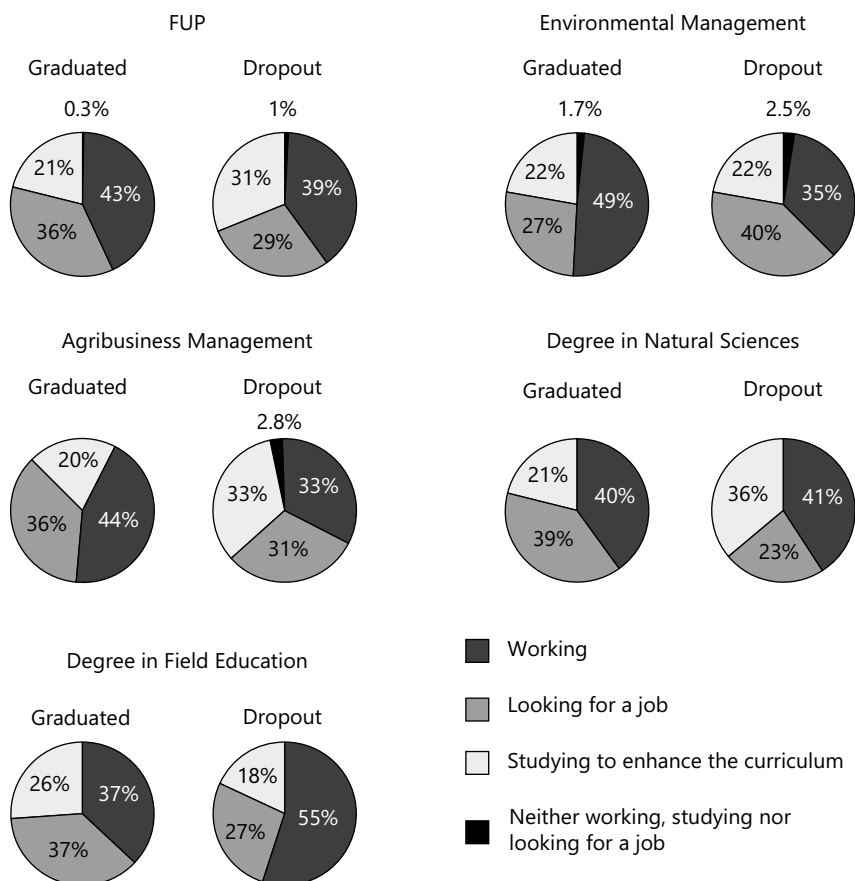 FUP
Graduated
Dropout
0.3%
1%
21%
43%
36%
31%
39%
29%
Environmental Management
Graduated
Dropout
1.7%
2.5%
22%
49%
27%
22%
35%
40%
Agribusiness Management
Graduated
Dropout
2.8%
20%
36%
44%
33%
33%
31%
Degree in Natural Sciences
Graduated
Dropout
21%
40%
39%
36%
41%
23%
Degree in Field Education
Graduated
Dropout
26%
37%
37%
18%
55%
27%
Working
Looking for a job
Studying to enhance the curriculum
Neither working, studying nor
looking for a job